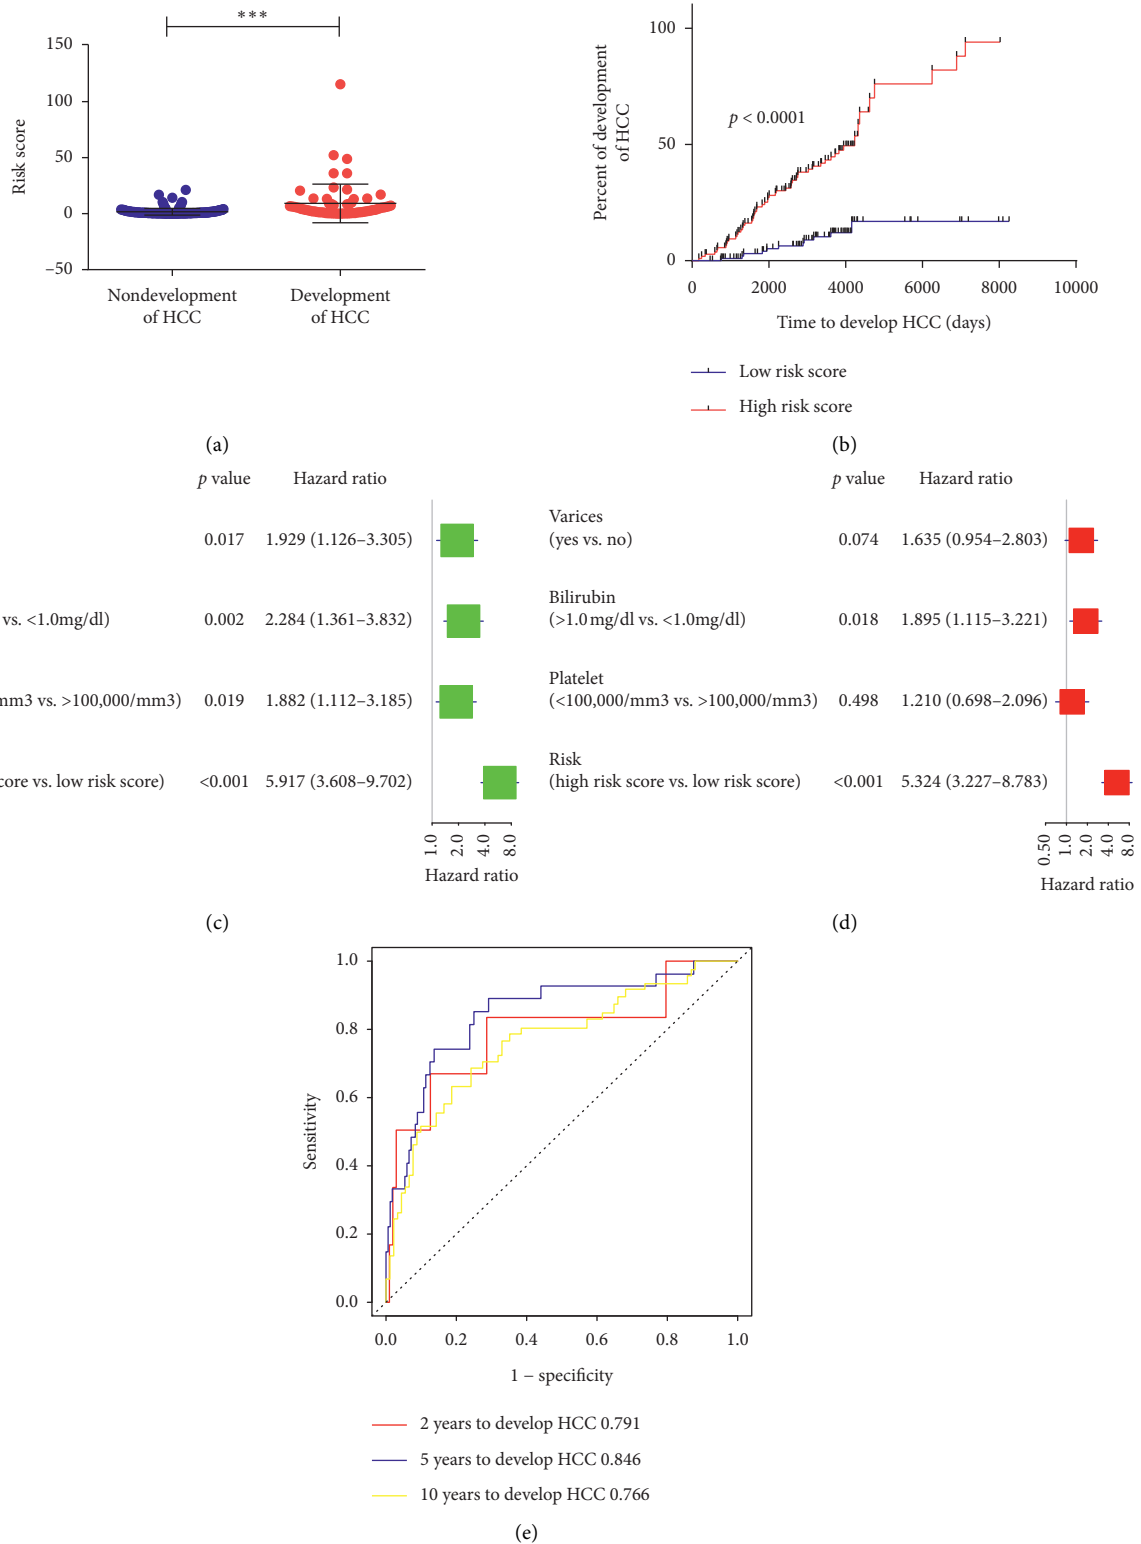 ***
150
100
50
0
−50
Risk score
Nondevelopment
of HCC
Development
of HCC
(a)
100
50
0
Percent of development
of HCC
p < 0.0001
0
2000
4000
6000
8000
10000
Time to develop HCC (days)
Low risk score
High risk score
(b)
p value
Hazard ratio
0.017
1.929 (1.126–3.305)
vs. <1.0mg/dl)
0.002
2.284 (1.361–3.832)
mm3 vs. >100,000/mm3)
0.019
1.882 (1.112–3.185)
core vs. low risk score)
<0.001
5.917 (3.608–9.702)
1.0
2.0
4.0
8.0
Hazard ratio
(c)
p value
Hazard ratio
Varices
(yes vs. no)
0.074
1.635 (0.954–2.803)
Bilirubin
(>1.0 mg/dl vs. <1.0mg/dl)
0.018
1.895 (1.115–3.221)
Platelet
(<100,000/mm3 vs. >100,000/mm3)
0.498
1.210 (0.698–2.096)
Risk
(high risk score vs. low risk score)
<0.001
5.324 (3.227–8.783)
0.50
1.0
2.0
4.0
8.0
Hazard ratio
(d)
1.0
0.8
0.6
0.4
0.2
0.0
Sensitivity
0.0
0.2
0.4
0.6
0.8
1.0
1 − specificity
2 years to develop HCC 0.791
5 years to develop HCC 0.846
10 years to develop HCC 0.766
(e)